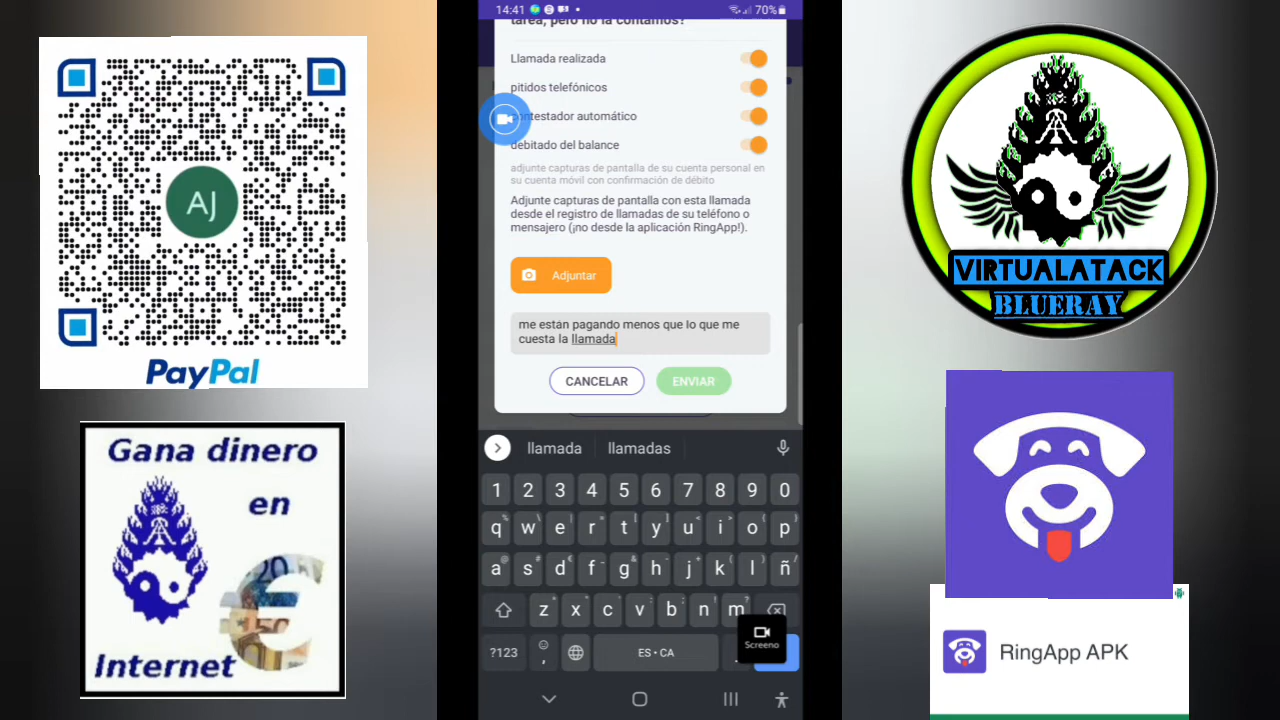 AJ
PayPal
Gana dinero
en
20
Internet
14:41
70%
tarea, pero no la contamos?
Llamada realizada
pitidos telefónicos
contestador automático
debitado del balance
adjunte capturas de pantalla de su cuenta personal en
su cuenta móvil con confirmación de débito
Adjunte capturas de pantalla con esta llamada
desde el registro de llamadas de su teléfono o
mensajero (¡no desde la aplicación RingApp!).
Adjuntar
me están pagando menos que lo que me
cuesta la llamada
CANCELAR ENVIAR
llamada llamadas
1 2 3 4 5 6 7 8 9 0
q w e r t y u i o p
a s d f g h j k l ñ
z x c v b n m
?123 , ES • CA .
Screeno
VIRTUALATACK
BLUERAY
RingApp APK